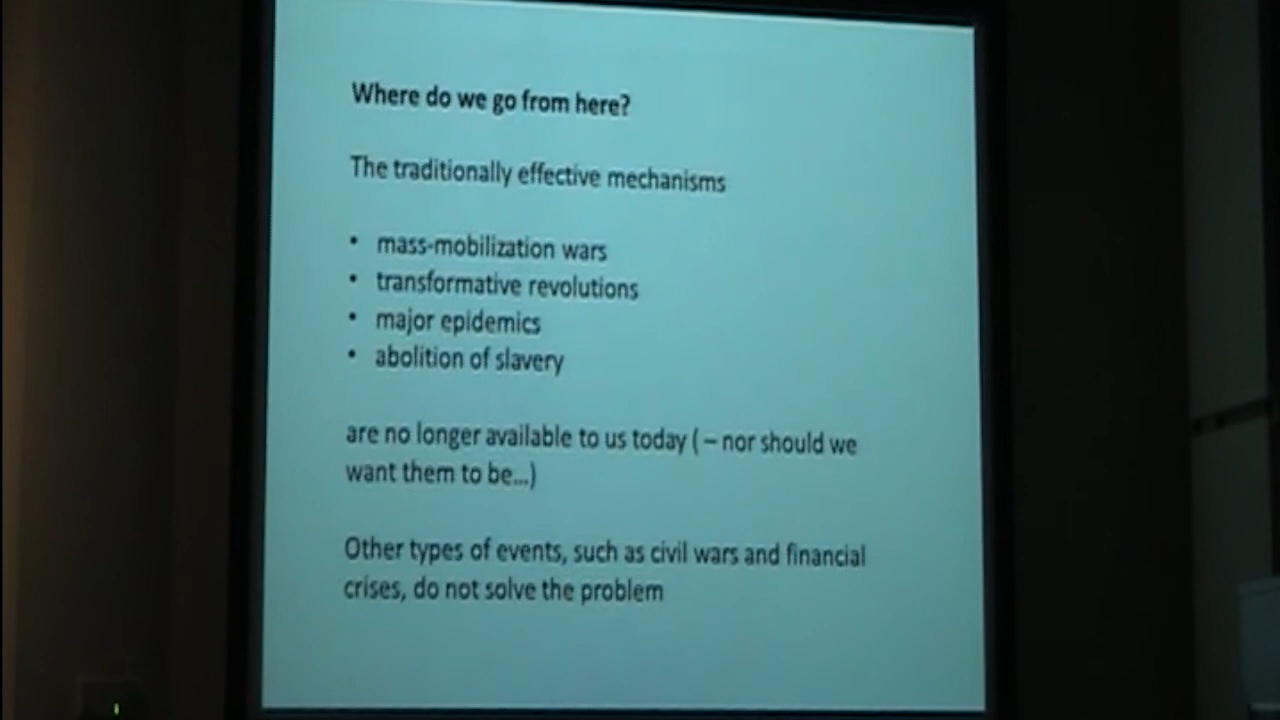 Where do we go from here?
The traditionally effective mechanisms
• mass-mobilization wars
• transformative revolutions
• major epidemics
• abolition of slavery
are no longer available to us today ( – nor should we
want them to be...)
Other types of events, such as civil wars and financial
crises, do not solve the problem